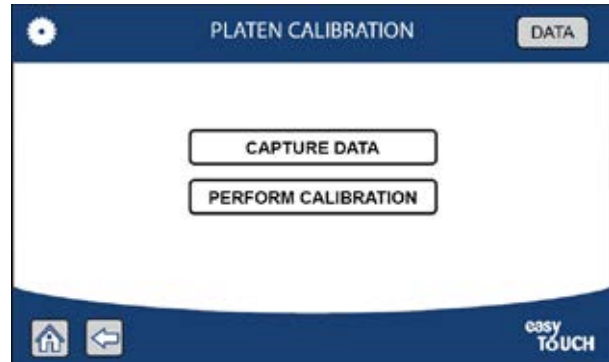 PLATEN CALIBRATION
DATA
CAPTURE DATA
PERFORM CALIBRATION
easy
TOUCH